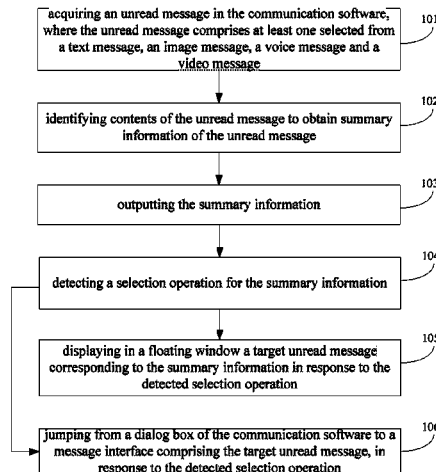 acquiring an unread message in the communication software,
where the unread message comprises at least one selected from
a text message, an image message, a voice message and a
video message
101
identifying contents of the unread message to obtain summary
information of the unread message
102
outputting the summary information
103
detecting a selection operation for the summary information
104
displaying in a floating window a target unread message
corresponding to the summary information in response to the
detected selection operation
105
jumping from a dialog box of the communication software to a
message interface comprising the target unread message, in
response to the detected selection operation
106